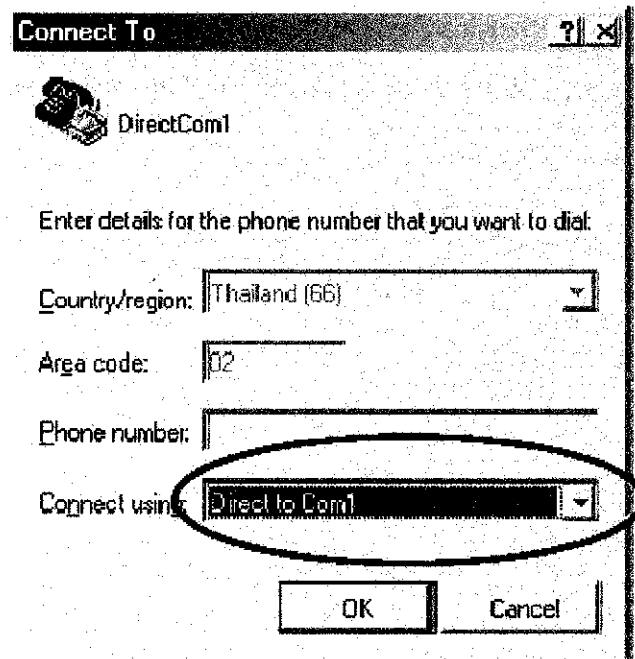 Connect To
DirectCom1
Enter details for the phone number that you want to dial:
Country/region: Thailand (66)
Area code: 02
Phone number:
Connect using: Direct to Com1
OK Cancel